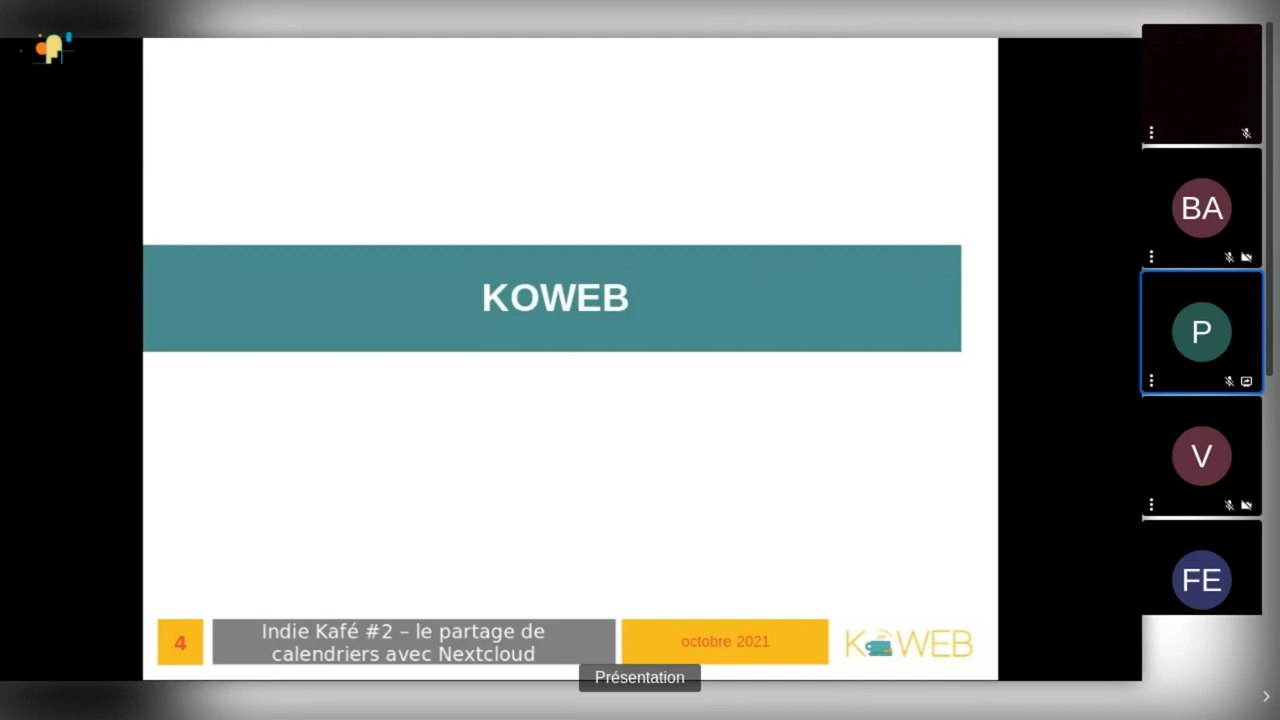 KOWEB
4
Indie Kafé #2 – le partage de
calendriers avec Nextcloud
octobre 2021
KOWEB
Présentation
BA
P
V
FE